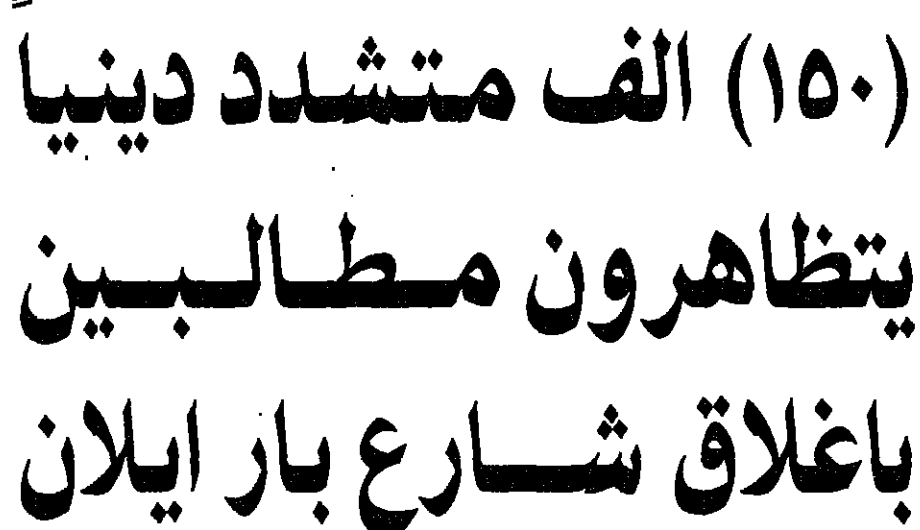 (١٥٠) الف متشدد دينياً
يتظاهرون مطالبين
باغلاق شارع بار ايلان